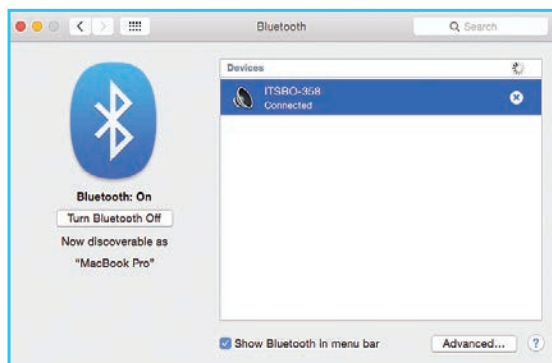 Bluetooth
Search
Bluetooth: On
Turn Bluetooth Off
Now discoverable as
“MacBook Pro”
Devices
ITSBO-358
Connected
Show Bluetooth in menu bar
Advanced...
?